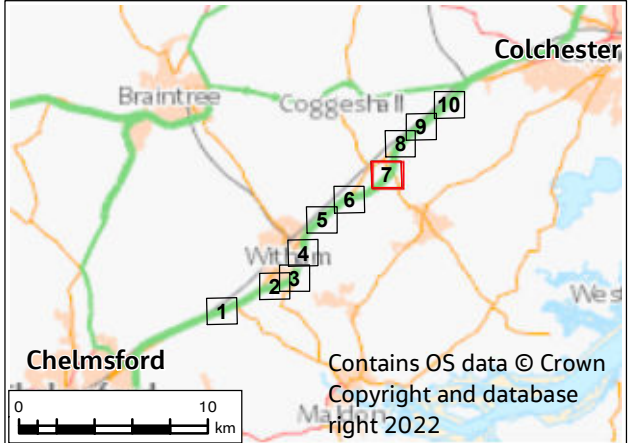 Colchester
Braintree
Coggeshall
10
9
8
7
6
5
Witham
4
3
2
1
West
Chelmsford
Contains OS data © Crown
Copyright and database
right 2022
0 10
km
Maldon